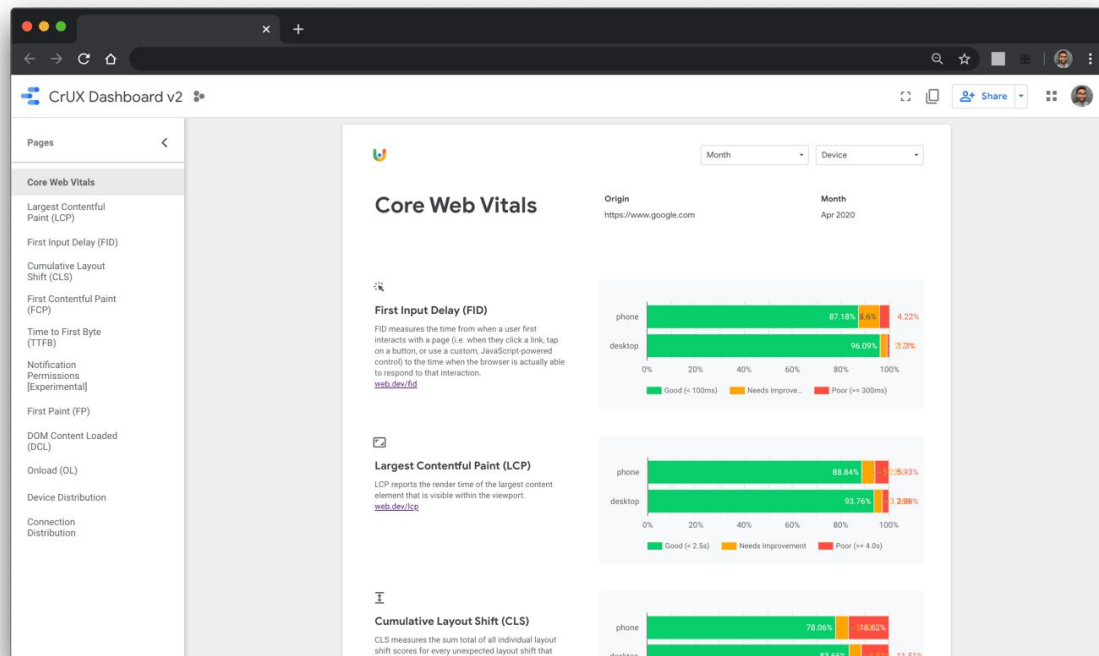 CrUX Dashboard v2
Share
Pages
Core Web Vitals
Largest Contentful
Paint (LCP)
First Input Delay (FID)
Cumulative Layout
Shift (CLS)
First Contentful Paint
(FCP)
Time to First Byte
(TTFB)
Notification
Permissions
[Experimental]
First Paint (FP)
DOM Content Loaded
(DCL)
Onload (OL)
Device Distribution
Connection
Distribution
Month
Device
Core Web Vitals
Origin
https://www.google.com
Month
Apr 2020
First Input Delay (FID)
FID measures the time from when a user first
interacts with a page (i.e. when they click a link, tap
on a button, or use a custom, JavaScript-powered
control) to the time when the browser is actually able
to respond to that interaction.
web.dev/fid
phone 87.18% 8.6% 4.22%
desktop 96.09%
0% 20% 40% 60% 80% 100%
Good (< 100ms) Needs Improve... Poor (>= 300ms)
Largest Contentful Paint (LCP)
LCP reports the render time of the largest content
element that is visible within the viewport.
web.dev/lcp
phone 88.84%
desktop 93.76%
0% 20% 40% 60% 80% 100%
Good (< 2.5s) Needs Improvement Poor (>= 4.0s)
Cumulative Layout Shift (CLS)
CLS measures the sum total of all individual layout
shift scores for every unexpected layout shift that
phone 78.06%
desktop 83.66% 11.51%